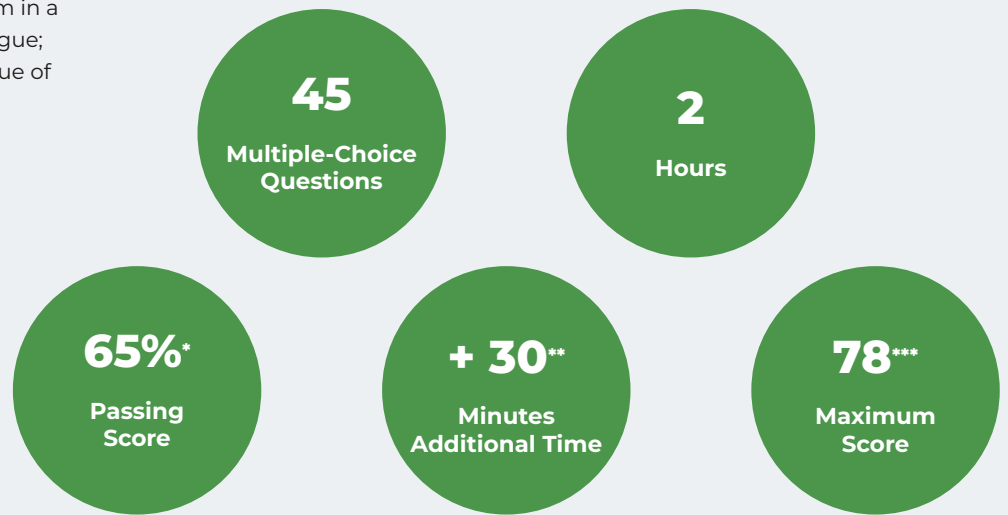 m in a
gue;
ue of
45
Multiple-Choice
Questions
2
Hours
65%*
Passing
Score
+ 30**
Minutes
Additional Time
78***
Maximum
Score